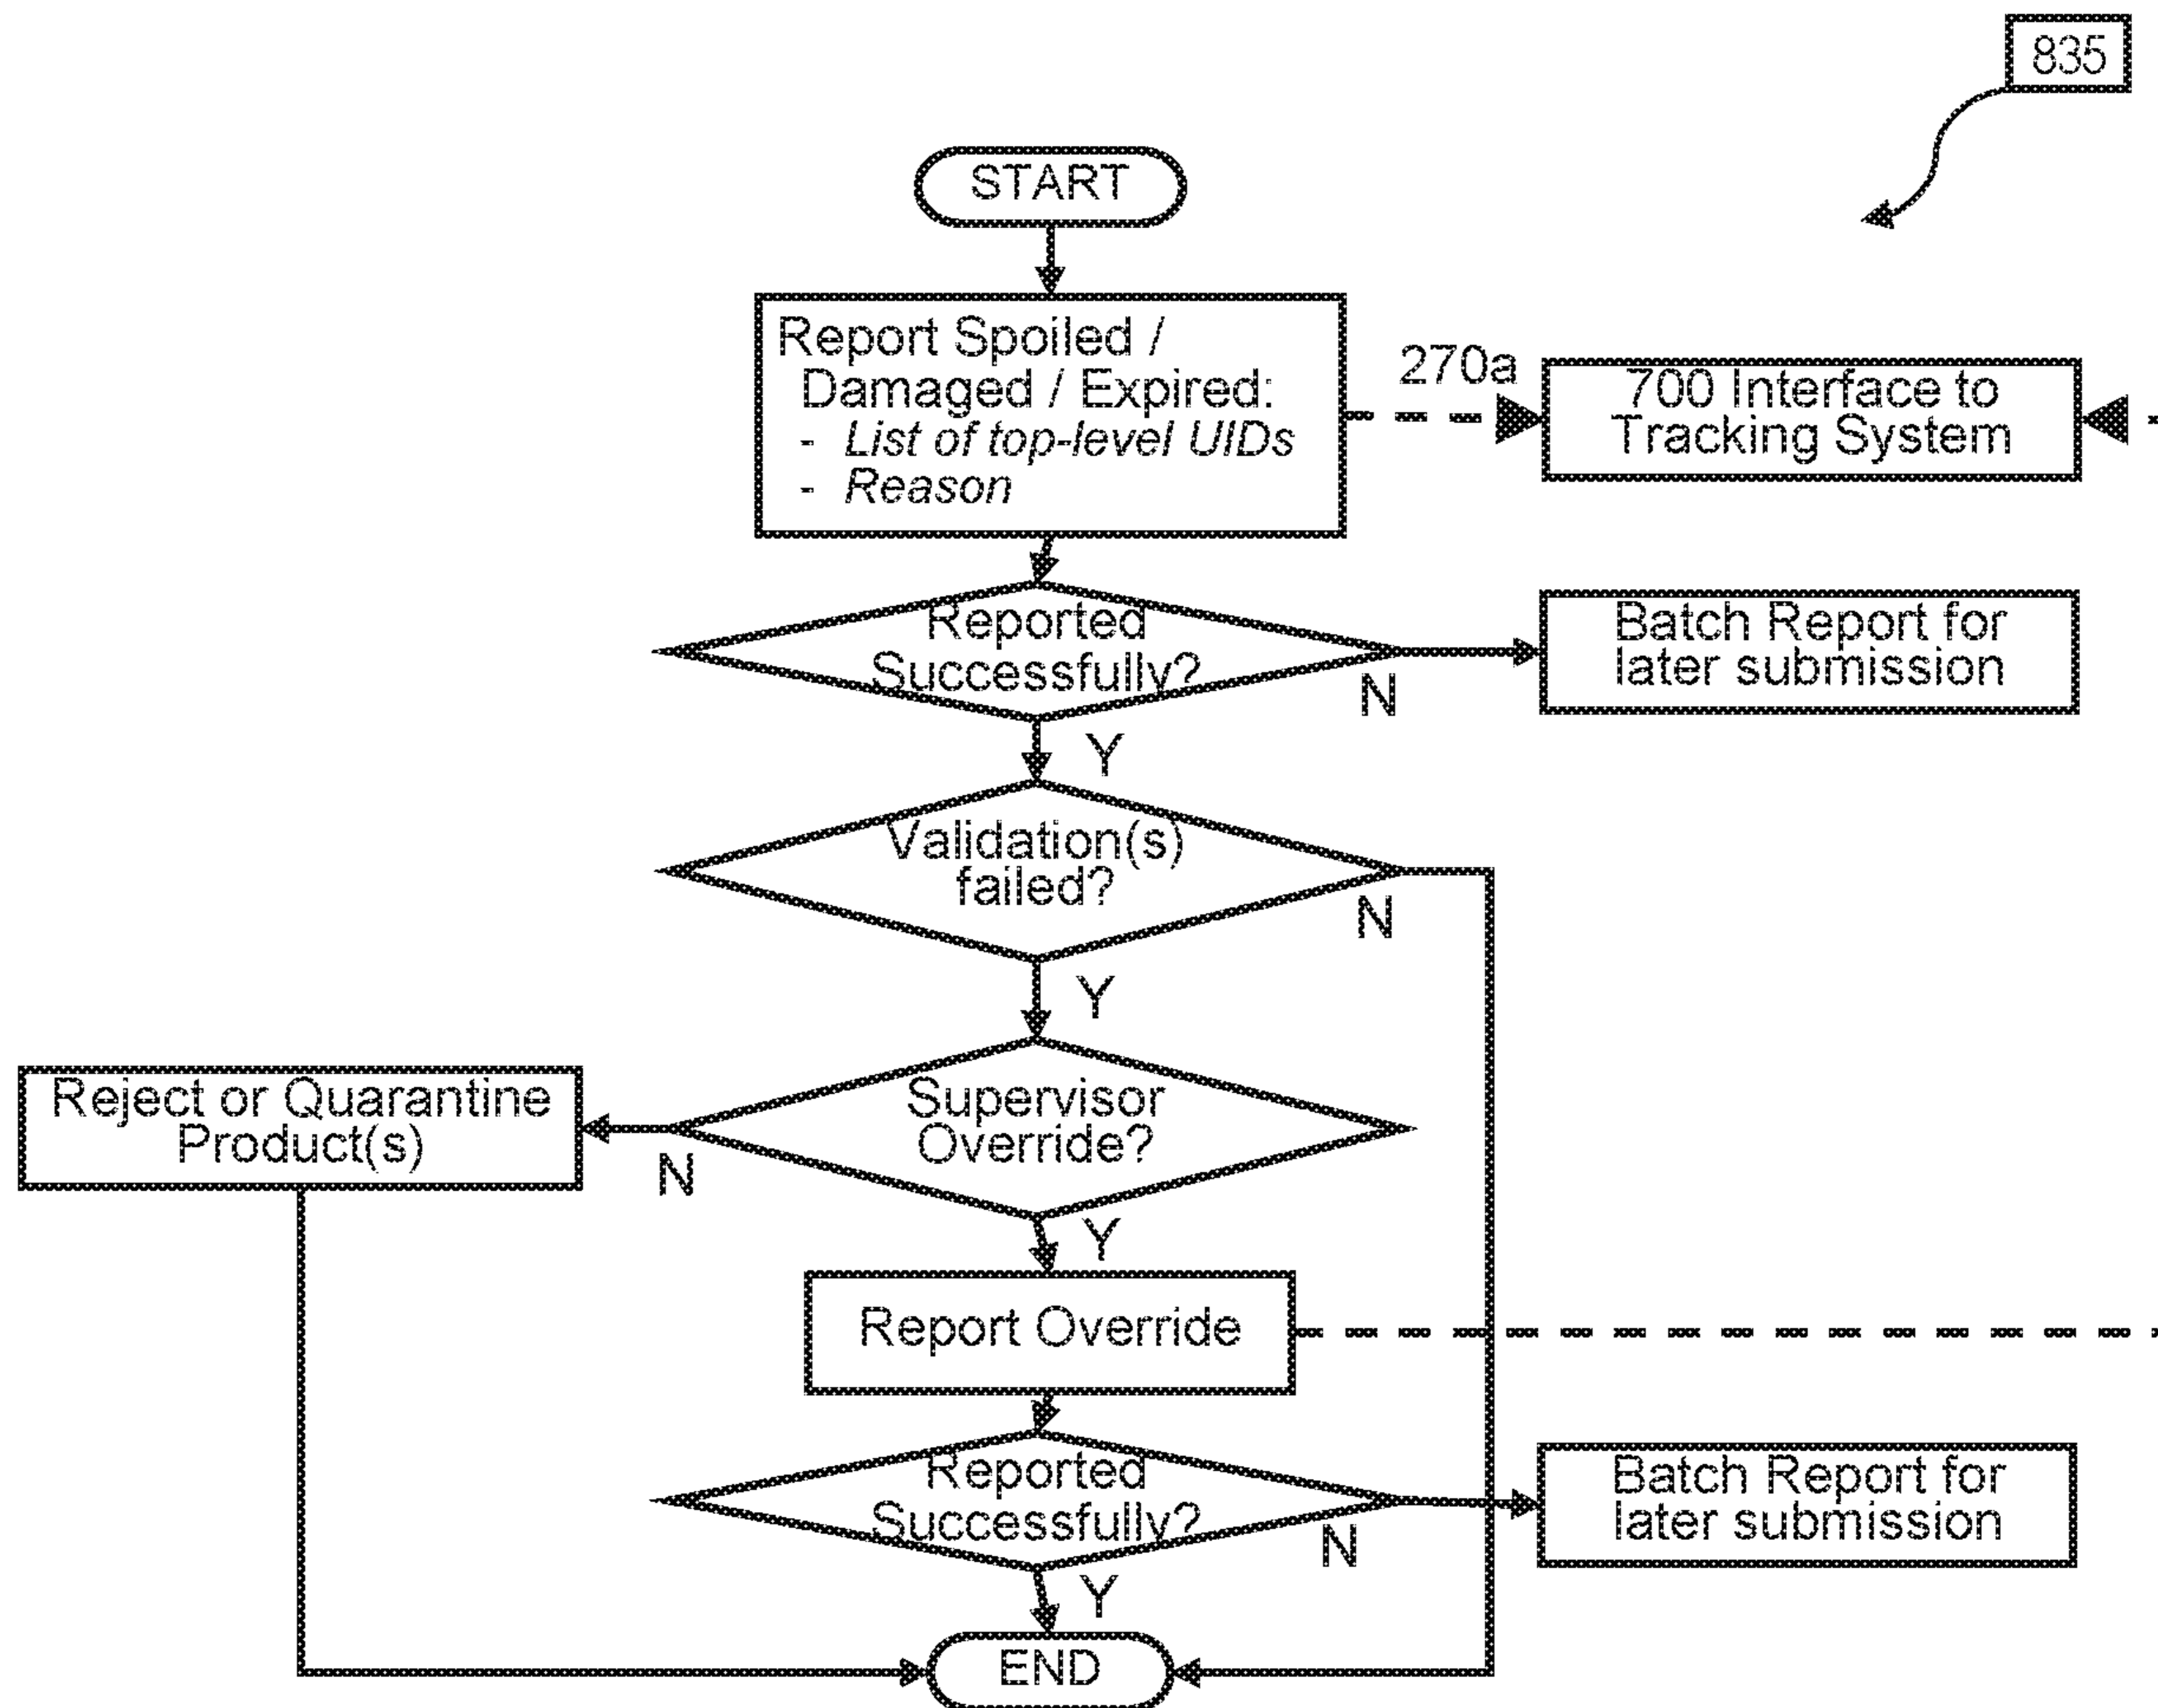 835
START
Report Spoiled /
Damaged / Expired:
- List of top-level UIDs
- Reason
270a
700 Interface to
Tracking System
Reported
Successfully?
N
Batch Report for
later submission
Y
Validation(s)
failed?
N
Y
Supervisor
Override?
N
Reject or Quarantine
Product(s)
Y
Report Override
Reported
Successfully?
N
Batch Report for
later submission
Y
END